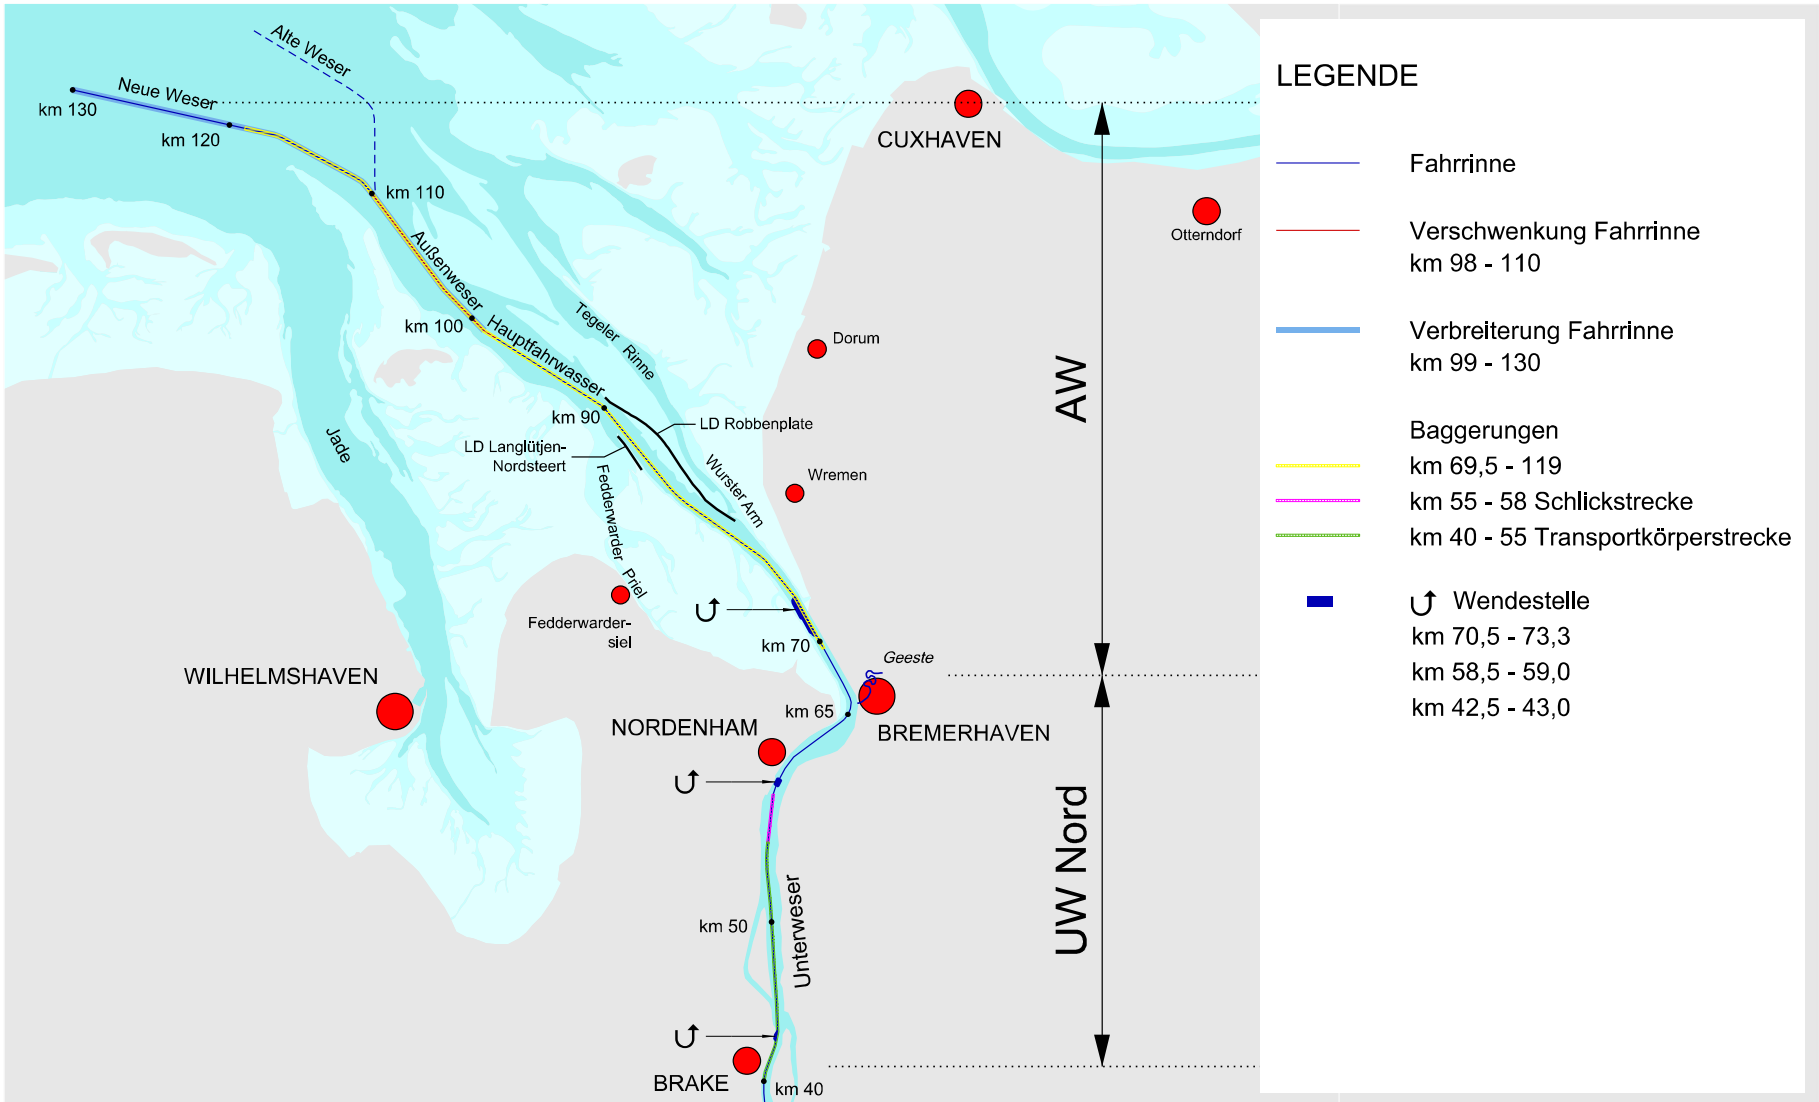 Alte Weser
Neue Weser
km 130
km 120
km 110
CUXHAVEN
Otterndorf
Außenweser
km 100
Hauptfahrwasser
Tegeler Rinne
Dorum
km 90
LD Robbenplate
LD Langlütjen-
Nordsteert
Jade
Wurster Arm
Wremen
Fedderwarder Priel
Fedderwarder-
siel
km 70
Geeste
WILHELMSHAVEN
km 65
NORDENHAM
BREMERHAVEN
km 50
Unterweser
BRAKE
km 40
AW
UW Nord
LEGENDE
Fahrrinne
Verschwenkung Fahrrinne
km 98 - 110
Verbreiterung Fahrrinne
km 99 - 130
Baggerungen
km 69,5 - 119
km 55 - 58 Schlickstrecke
km 40 - 55 Transportkörperstrecke
Wendestelle
km 70,5 - 73,3
km 58,5 - 59,0
km 42,5 - 43,0